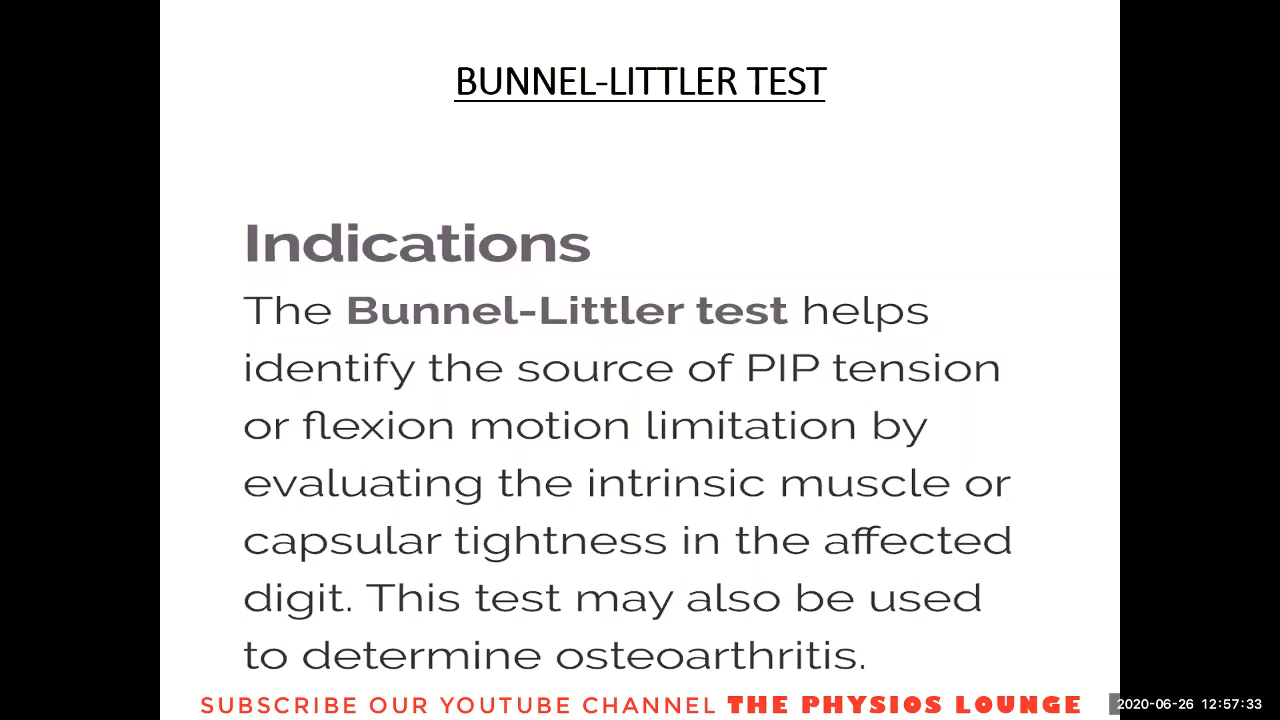 BUNNEL-LITTLER TEST
Indications
The Bunnel-Littler test helps
identify the source of PIP tension
or flexion motion limitation by
evaluating the intrinsic muscle or
capsular tightness in the affected
digit. This test may also be used
to determine osteoarthritis.
SUBSCRIBE OUR YOUTUBE CHANNEL THE PHYSIOS LOUNGE
2020-06-26 12:57:33